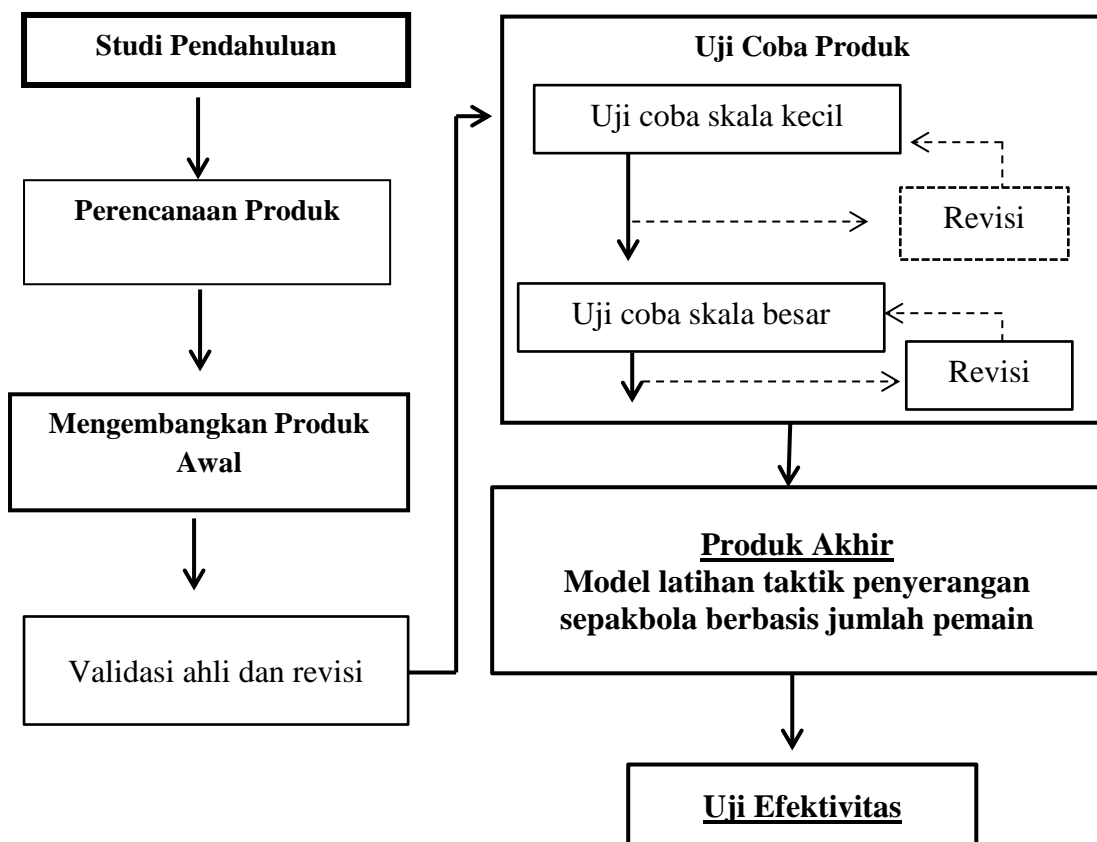 Studi Pendahuluan
Perencanaan Produk
Mengembangkan Produk
Awal
Validasi ahli dan revisi
Uji Coba Produk
Uji coba skala kecil
Revisi
Uji coba skala besar
Revisi
Produk Akhir
Model latihan taktik penyerangan
sepakbola berbasis jumlah pemain
Uji Efektivitas